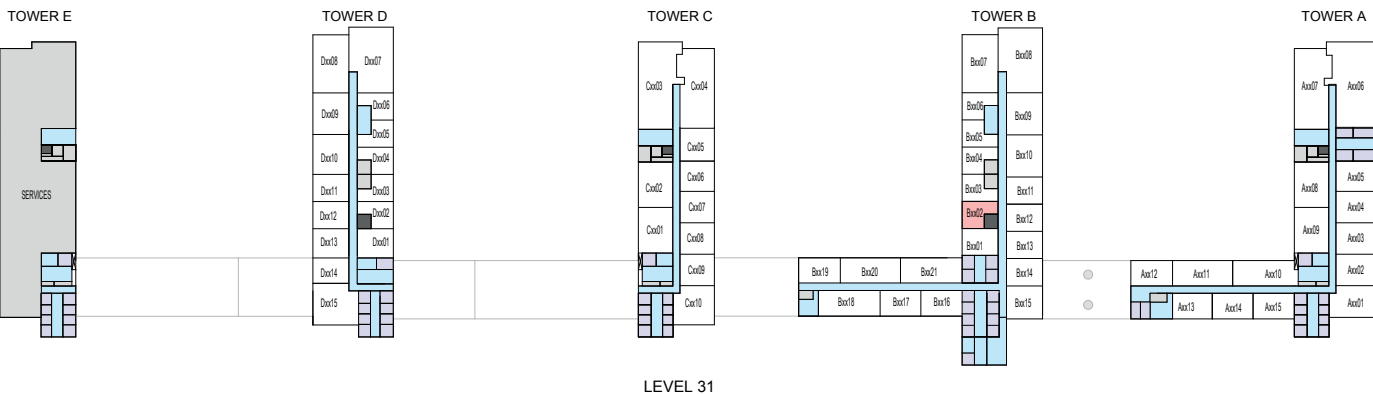 TOWER E
TOWER D
TOWER C
TOWER B
TOWER A
SERVICES
Dxx08
Dxx07
Dxx06
Dxx09
Dxx05
Dxx10
Dxx04
Dxx11
Dxx03
Dxx12
Dxx02
Dxx13
Dxx01
Dxx14
Dxx15
Cxx03
Cxx04
Cxx05
Cxx06
Cxx02
Cxx07
Cxx01
Cxx08
Cxx09
Cxx10
Bxx08
Bxx07
Bxx06
Bxx09
Bxx05
Bxx04
Bxx10
Bxx03
Bxx11
Bxx02
Bxx12
Bxx01
Bxx13
Bxx19
Bxx20
Bxx21
Bxx14
Bxx18
Bxx17
Bxx16
Bxx15
Axx07
Axx06
Axx05
Axx08
Axx04
Axx09
Axx03
Axx12
Axx11
Axx10
Axx02
Axx13
Axx14
Axx15
Axx01
LEVEL 31